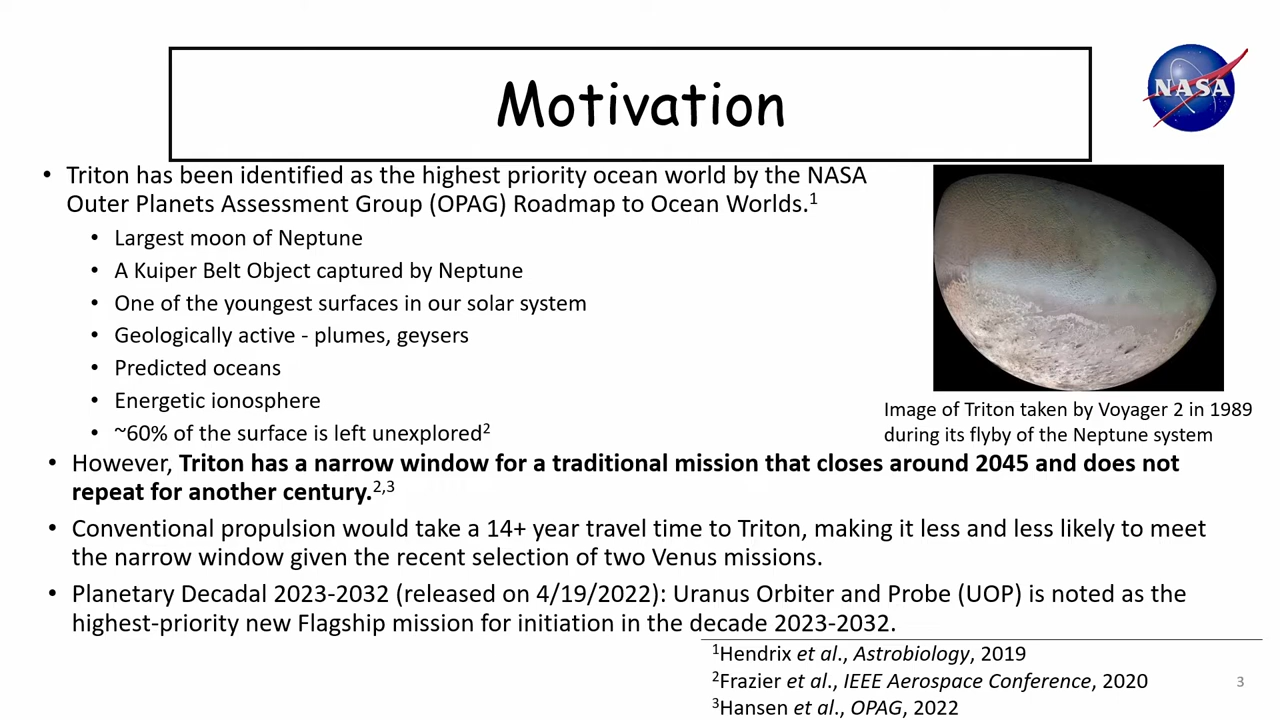 Motivation
NASA
• Triton has been identified as the highest priority ocean world by the NASA
Outer Planets Assessment Group (OPAG) Roadmap to Ocean Worlds.¹
• Largest moon of Neptune
• A Kuiper Belt Object captured by Neptune
• One of the youngest surfaces in our solar system
• Geologically active - plumes, geysers
• Predicted oceans
• Energetic ionosphere
• ~60% of the surface is left unexplored²
Image of Triton taken by Voyager 2 in 1989
during its flyby of the Neptune system
• However, Triton has a narrow window for a traditional mission that closes around 2045 and does not
repeat for another century.²,³
• Conventional propulsion would take a 14+ year travel time to Triton, making it less and less likely to meet
the narrow window given the recent selection of two Venus missions.
• Planetary Decadal 2023-2032 (released on 4/19/2022): Uranus Orbiter and Probe (UOP) is noted as the
highest-priority new Flagship mission for initiation in the decade 2023-2032.
¹Hendrix et al., Astrobiology, 2019
²Frazier et al., IEEE Aerospace Conference, 2020
³Hansen et al., OPAG, 2022
3